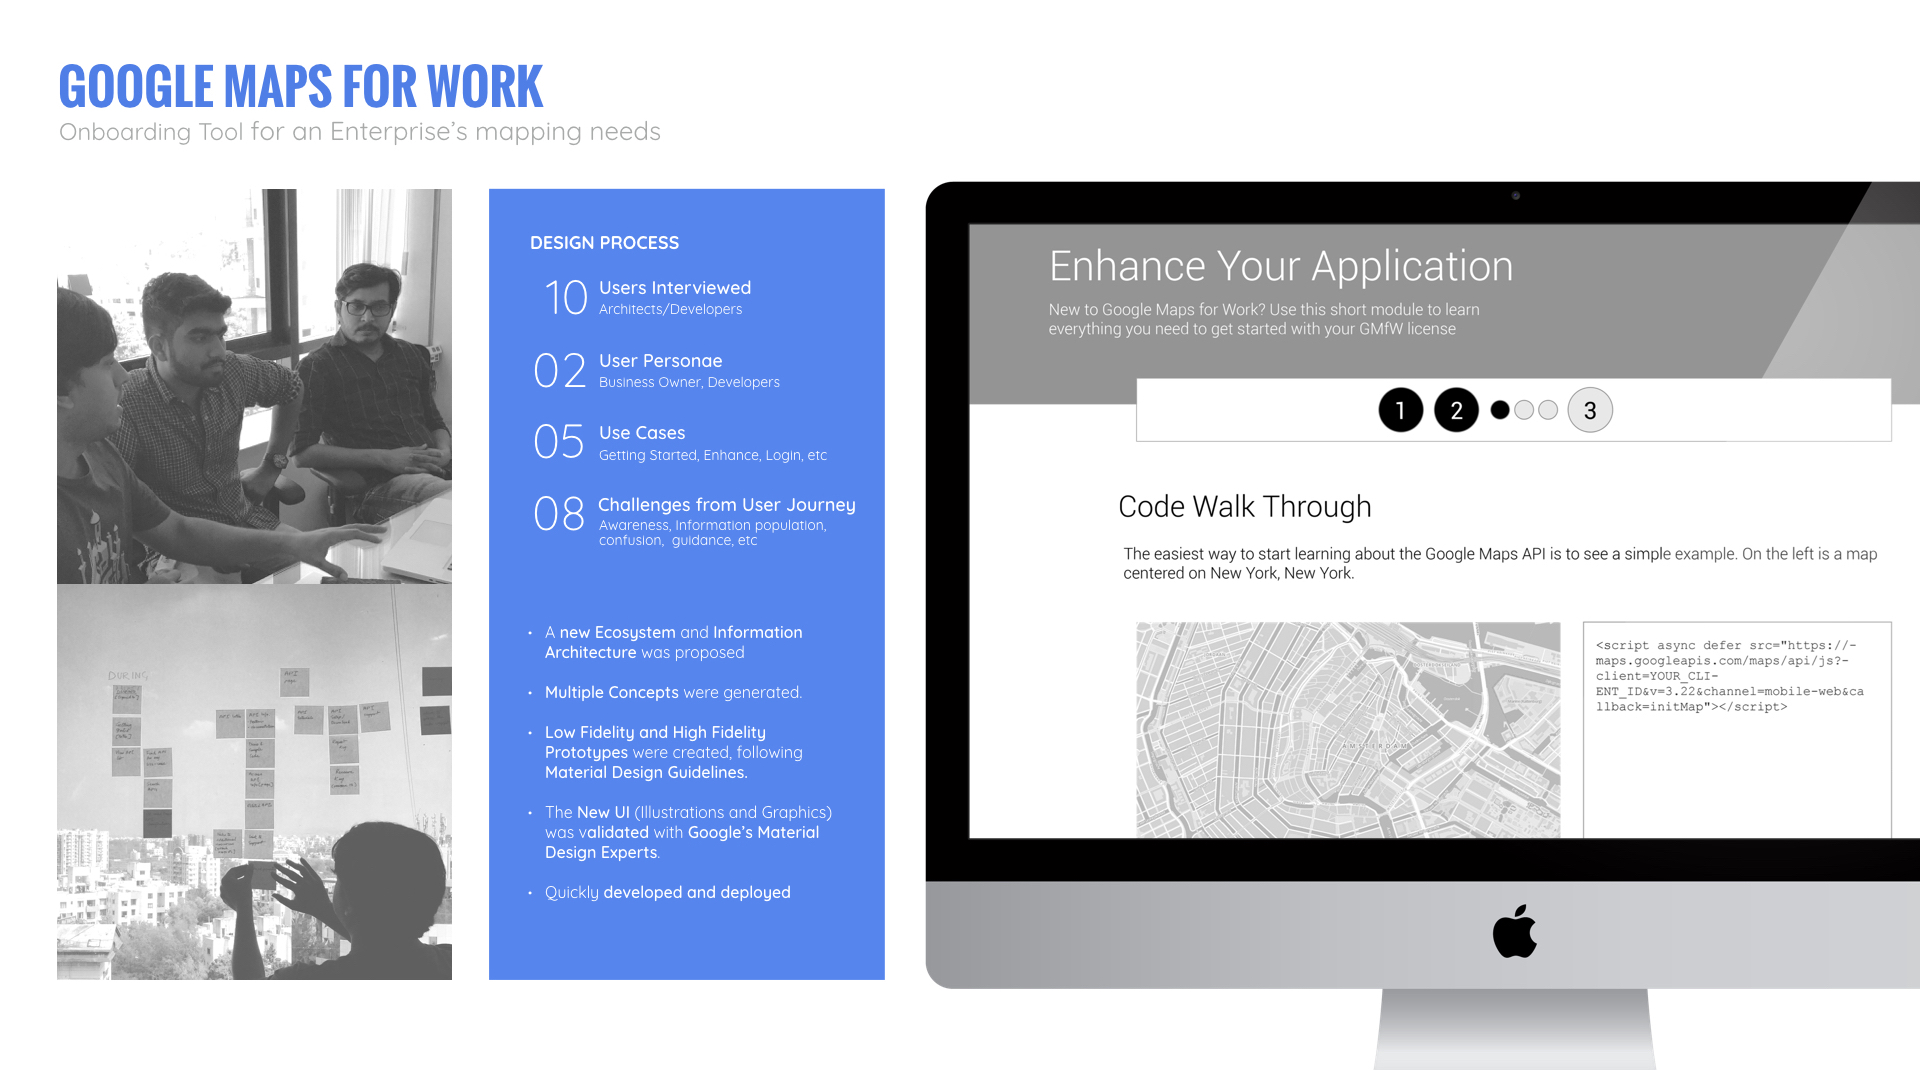 GOOGLE MAPS FOR WORK
Onboarding Tool for an Enterprise's mapping needs
DURING
DESIGN PROCESS
10 Users Interviewed
Architects/Developers
02 User Personae
Business Owner, Developers
05 Use Cases
Getting Started, Enhance, Login, etc
08 Challenges from User Journey
Awareness, Information population,
confusion, guidance, etc
• A new Ecosystem and Information
Architecture was proposed
• Multiple Concepts were generated.
• Low Fidelity and High Fidelity
Prototypes were created, following
Material Design Guidelines.
• The New UI (Illustrations and Graphics)
was validated with Google's Material
Design Experts.
• Quickly developed and deployed
Enhance Your Application
New to Google Maps for Work? Use this short module to learn
everything you need to get started with your GMfW license
1 2 3
Code Walk Through
The easiest way to start learning about the Google Maps API is to see a simple example. On the left is a map
centered on New York, New York.
AMSTERDAM
<script async defer src="https://-
maps.googleapis.com/maps/api/js?-
client=YOUR_CLI-
ENT_ID&v=3.22&channel=mobile-web&ca
llback=initMap"></script>